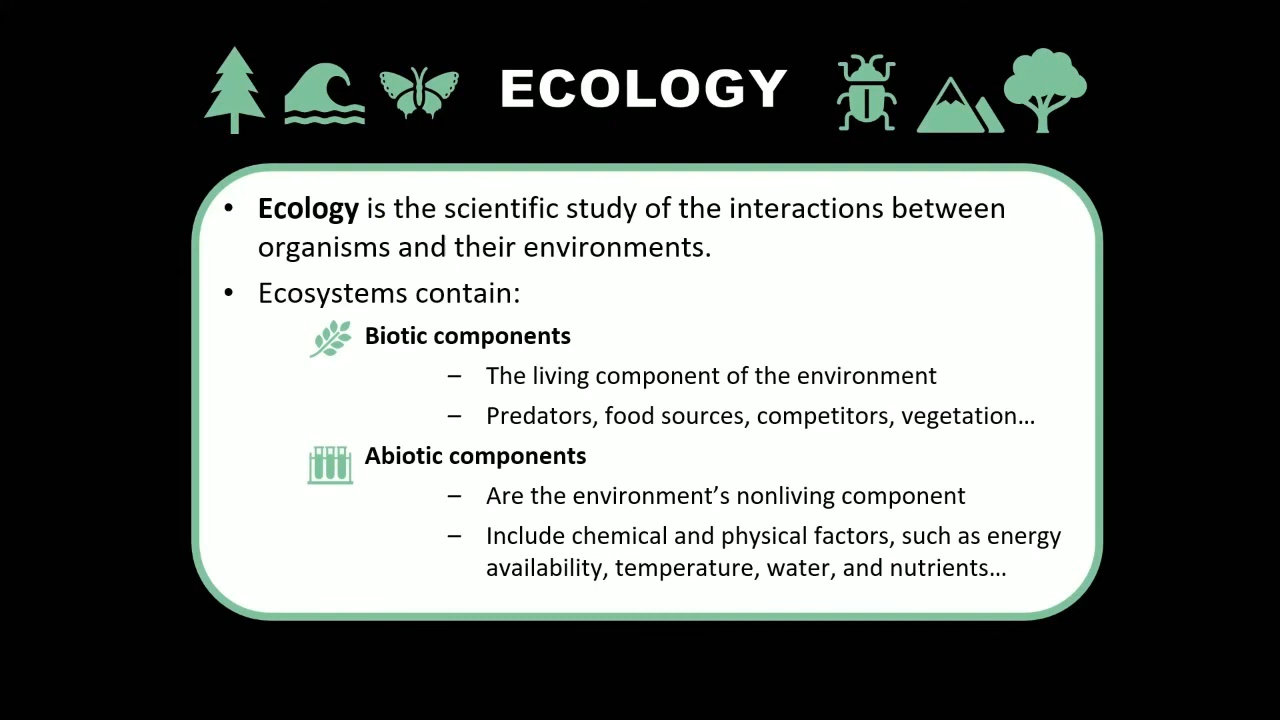 ECOLOGY
• Ecology is the scientific study of the interactions between
organisms and their environments.
• Ecosystems contain:
Biotic components
– The living component of the environment
– Predators, food sources, competitors, vegetation…
Abiotic components
– Are the environment’s nonliving component
– Include chemical and physical factors, such as energy
availability, temperature, water, and nutrients…